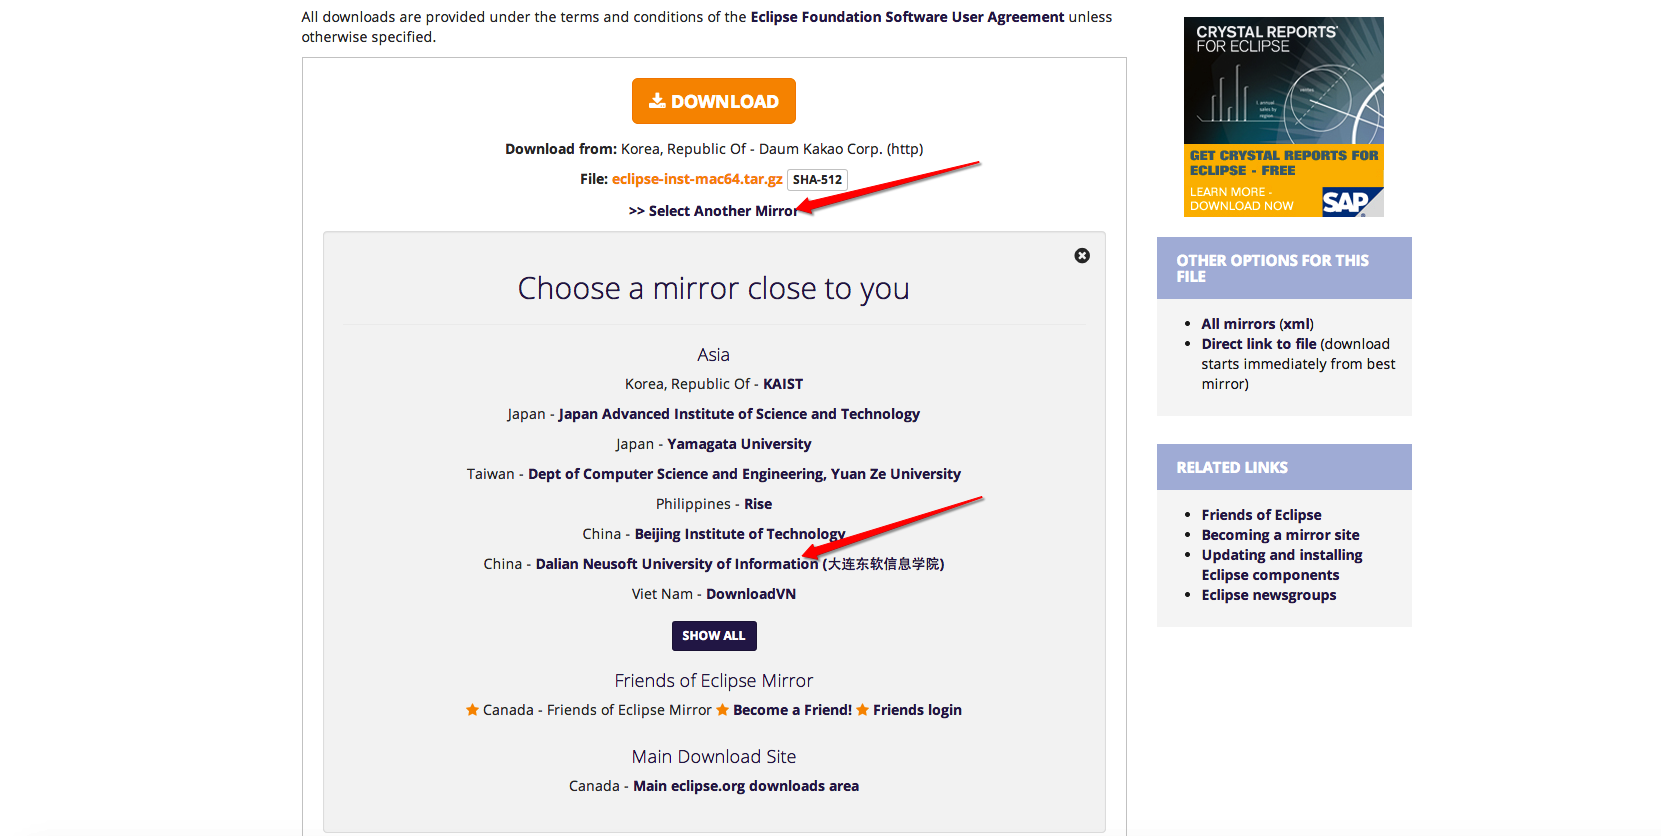 All downloads are provided under the terms and conditions of the Eclipse Foundation Software User Agreement unless
otherwise specified.
DOWNLOAD
Download from: Korea, Republic Of - Daum Kakao Corp. (http)
File: eclipse-inst-mac64.tar.gz SHA-512
>> Select Another Mirror
Choose a mirror close to you
Asia
Korea, Republic Of - KAIST
Japan - Japan Advanced Institute of Science and Technology
Japan - Yamagata University
Taiwan - Dept of Computer Science and Engineering, Yuan Ze University
Philippines - Rise
China - Beijing Institute of Technology
China - Dalian Neusoft University of Information (大连东软信息学院)
Viet Nam - DownloadVN
SHOW ALL
Friends of Eclipse Mirror
Canada - Friends of Eclipse Mirror Become a Friend! Friends login
Main Download Site
Canada - Main eclipse.org downloads area
CRYSTAL REPORTS
FOR ECLIPSE
vertex
1 annual
sales by
region
GET CRYSTAL REPORTS FOR
ECLIPSE - FREE
LEARN MORE -
DOWNLOAD NOW
SAP
OTHER OPTIONS FOR THIS
FILE
• All mirrors (xml)
• Direct link to file (download
starts immediately from best
mirror)
RELATED LINKS
• Friends of Eclipse
• Becoming a mirror site
• Updating and installing
Eclipse components
• Eclipse newsgroups